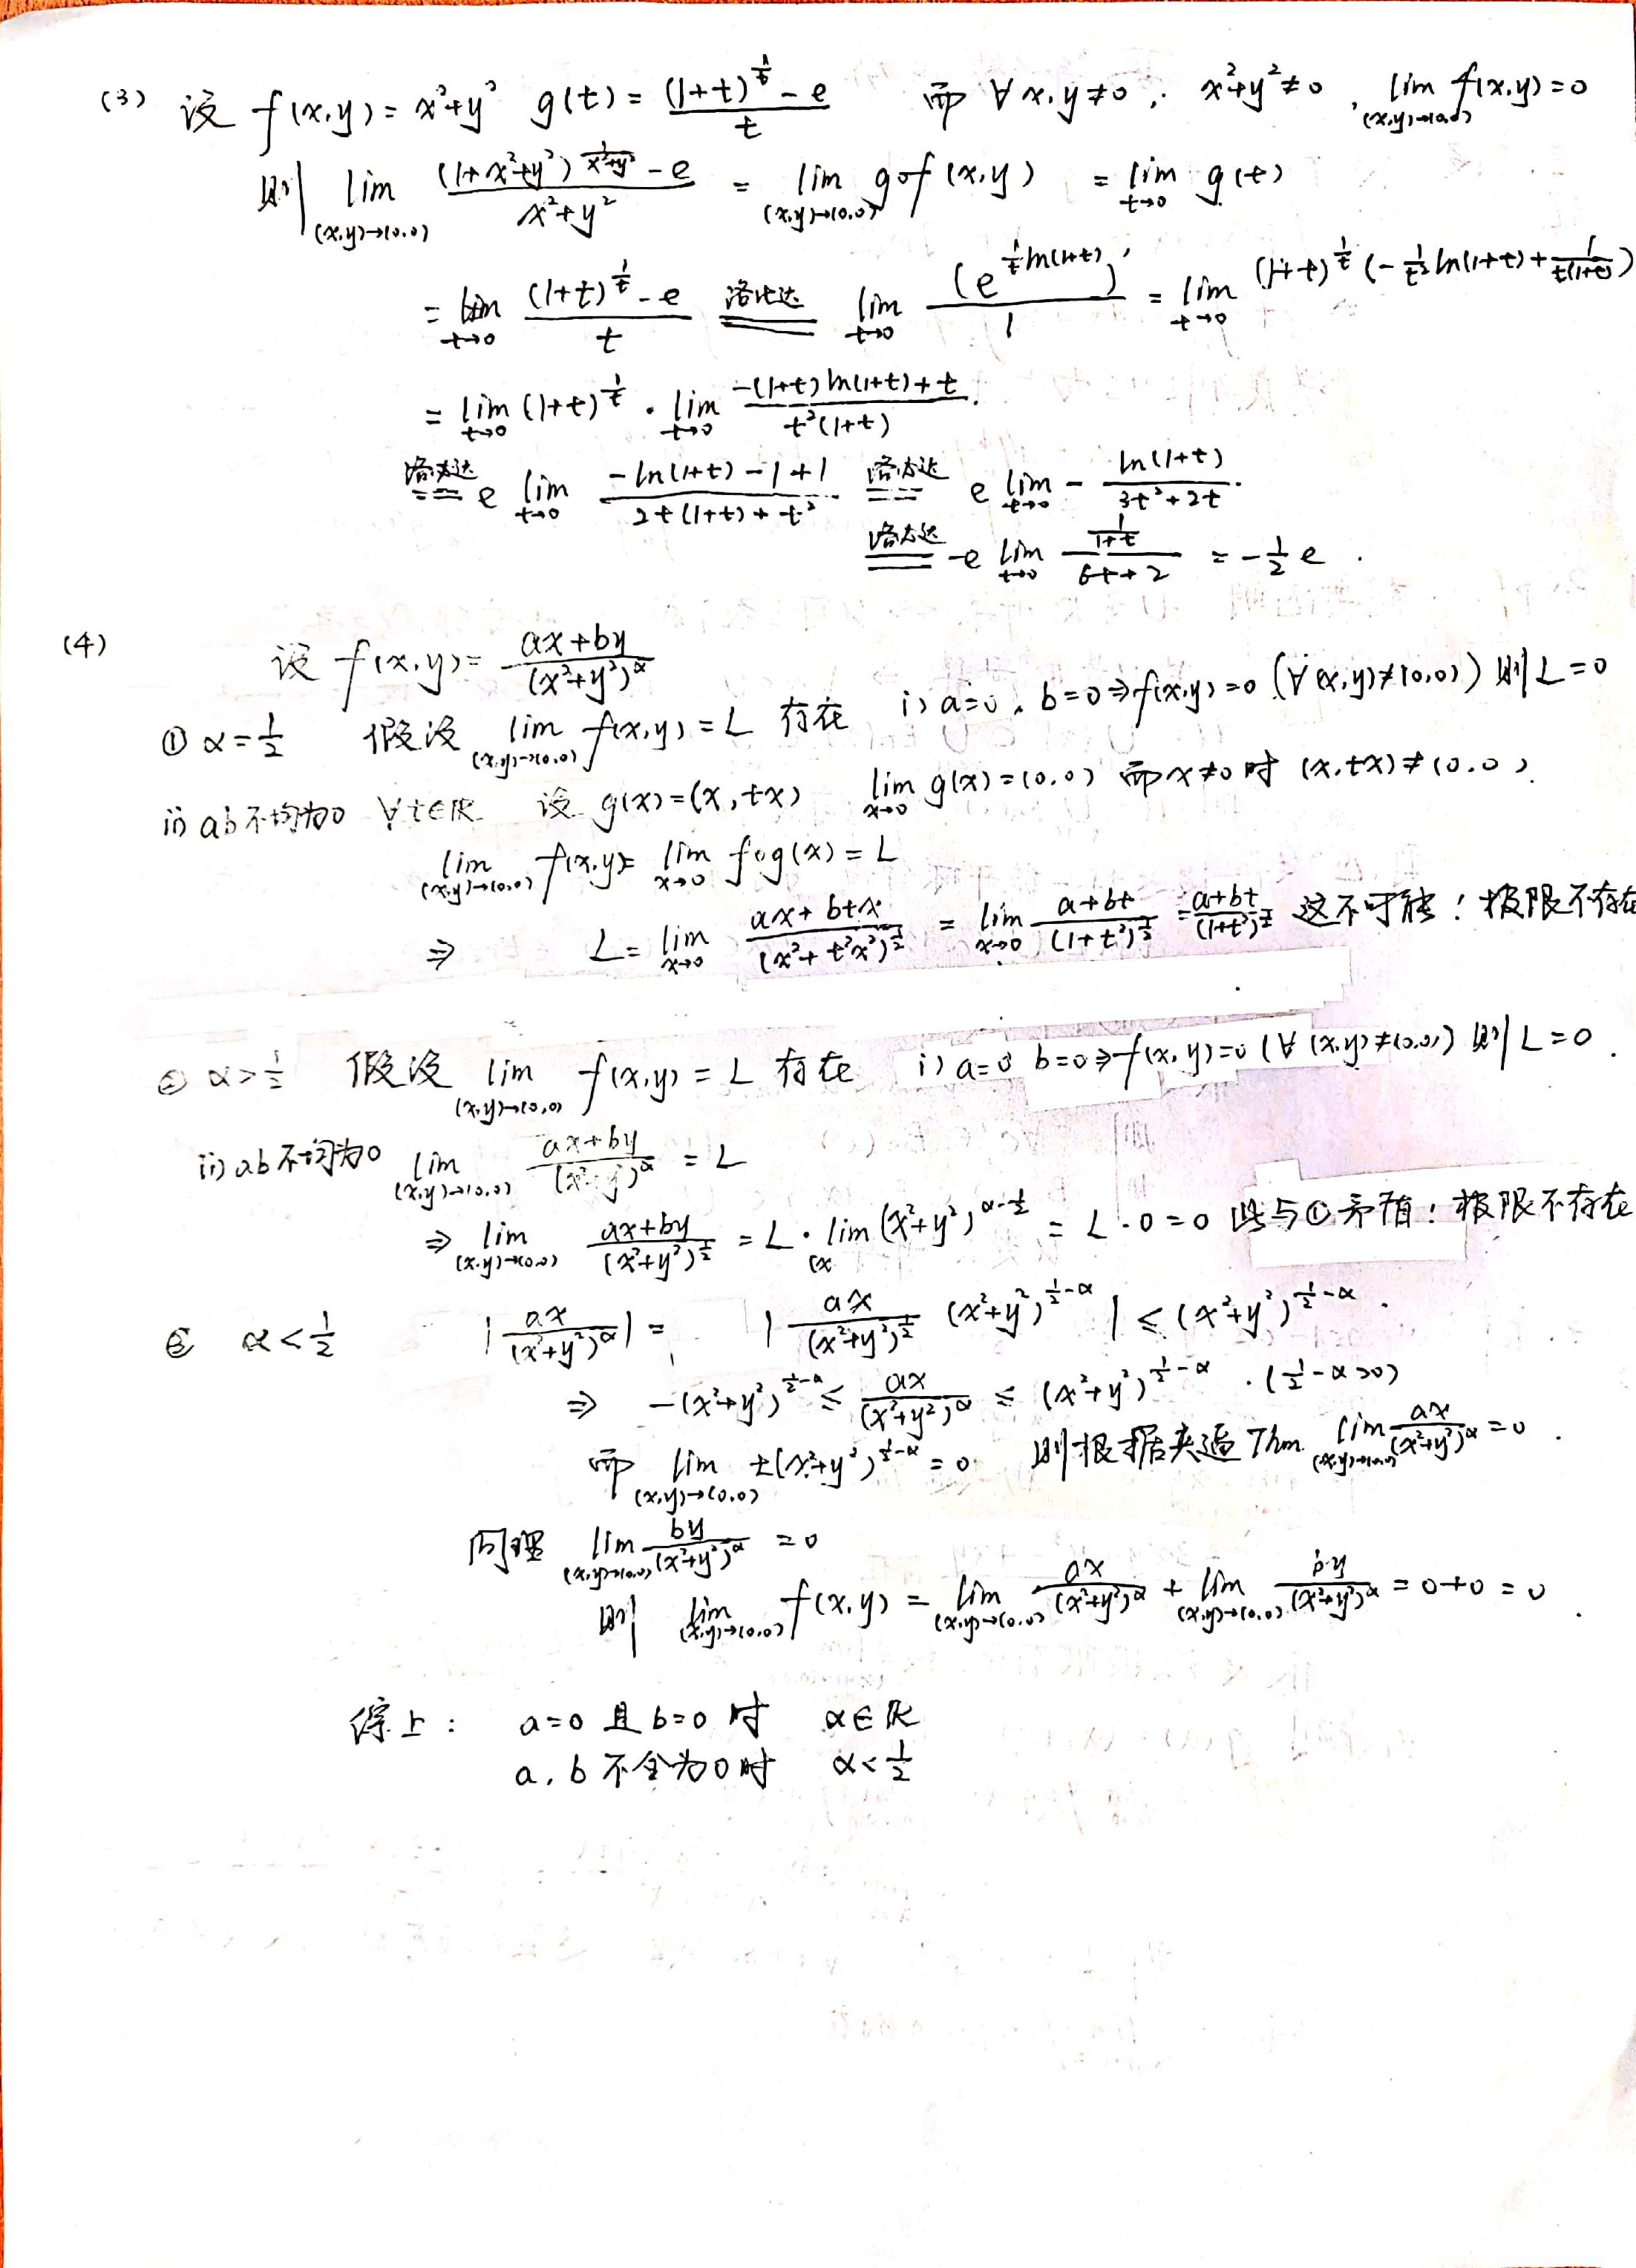 (3) 设 f(x,y)=x²+y² g(t)=((1+t)^(1/t)-e)/t 而 ∀x,y≠0, x²+y²≠0, lim_{(x,y)→(0,0)} f(x,y)=0
则 lim_{(x,y)→(0,0)} ((1+x²+y²)^(1/(x²+y²))-e)/(x²+y²) = lim_{(x,y)→(0,0)} g∘f(x,y) = lim_{t→0} g(t)
= lim_{t→0} ((1+t)^(1/t)-e)/t 洛比达== lim_{t→0} (e^(1/t ln(1+t)))'/1 = lim_{t→0} (1+t)^(1/t) (-1/t² ln(1+t)+1/(t(1+t)))
= lim_{t→0} (1+t)^(1/t) · lim_{t→0} (-(1+t)ln(1+t)+t)/(t²(1+t)).
洛必达== e lim_{t→0} (-ln(1+t)-1+1)/(2t(1+t)+t²) 洛必达== e lim_{t→0} - ln(1+t)/(3t²+2t).
洛必达== -e lim_{t→0} (1/(1+t))/(6t+2) = -1/2 e.
(4) 设 f(x,y)=(ax+by)/(x²+y²)^α
① α=1/2 假设 lim_{(x,y)→(0,0)} f(x,y)=L 存在 i) a=0, b=0⇒f(x,y)=0 (∀(x,y)≠(0,0)) 则L=0
ii) ab不均为0 ∀t∈ℝ 设 g(x)=(x,tx) lim_{x→0} g(x)=(0,0) 而x≠0时 (x,tx)≠(0,0).
lim_{(x,y)→(0,0)} f(x,y)= lim_{x→0} f∘g(x)=L
⇒ L= lim_{x→0} (ax+btx)/(x²+t²x²)^(1/2) = lim_{x→0} (a+bt)/(1+t²)^(1/2) = (a+bt)/(1+t²)^(1/2) 这不可能！极限不存在
② α>1/2 假设 lim_{(x,y)→(0,0)} f(x,y)=L 存在 i) a=0 b=0⇒f(x,y)=0 (∀(x,y)≠(0,0)) 则L=0.
ii) ab不均为0 lim_{(x,y)→(0,0)} (ax+by)/(x²+y²)^α = L
⇒ lim_{(x,y)→(0,0)} (ax+by)/(x²+y²)^(1/2) = L· lim_{(x} (x²+y²)^(α-1/2) = L·0=0 此与①矛盾！极限不存在
② α<1/2 |ax/(x²+y²)^α| = |ax/(x²+y²)^(1/2) (x²+y²)^(1/2-α)| ≤ (x²+y²)^(1/2-α).
⇒ -(x²+y²)^(1/2-α) ≤ ax/(x²+y²)^α ≤ (x²+y²)^(1/2-α). (1/2-α>0)
而 lim_{(x,y)→(0,0)} ±(x²+y²)^(1/2-α)=0 则根据夹逼Thm lim_{(x,y)→(0,0)} ax/(x²+y²)^α=0.
同理 lim_{(x,y)→(0,0)} by/(x²+y²)^α =0
则 lim_{(x,y)→(0,0)} f(x,y)= lim_{(x,y)→(0,0)} ax/(x²+y²)^α + lim_{(x,y)→(0,0)} by/(x²+y²)^α =0+0=0.
综上： a=0 且 b=0 时 α∈ℝ
a, b 不全为0时 α<1/2